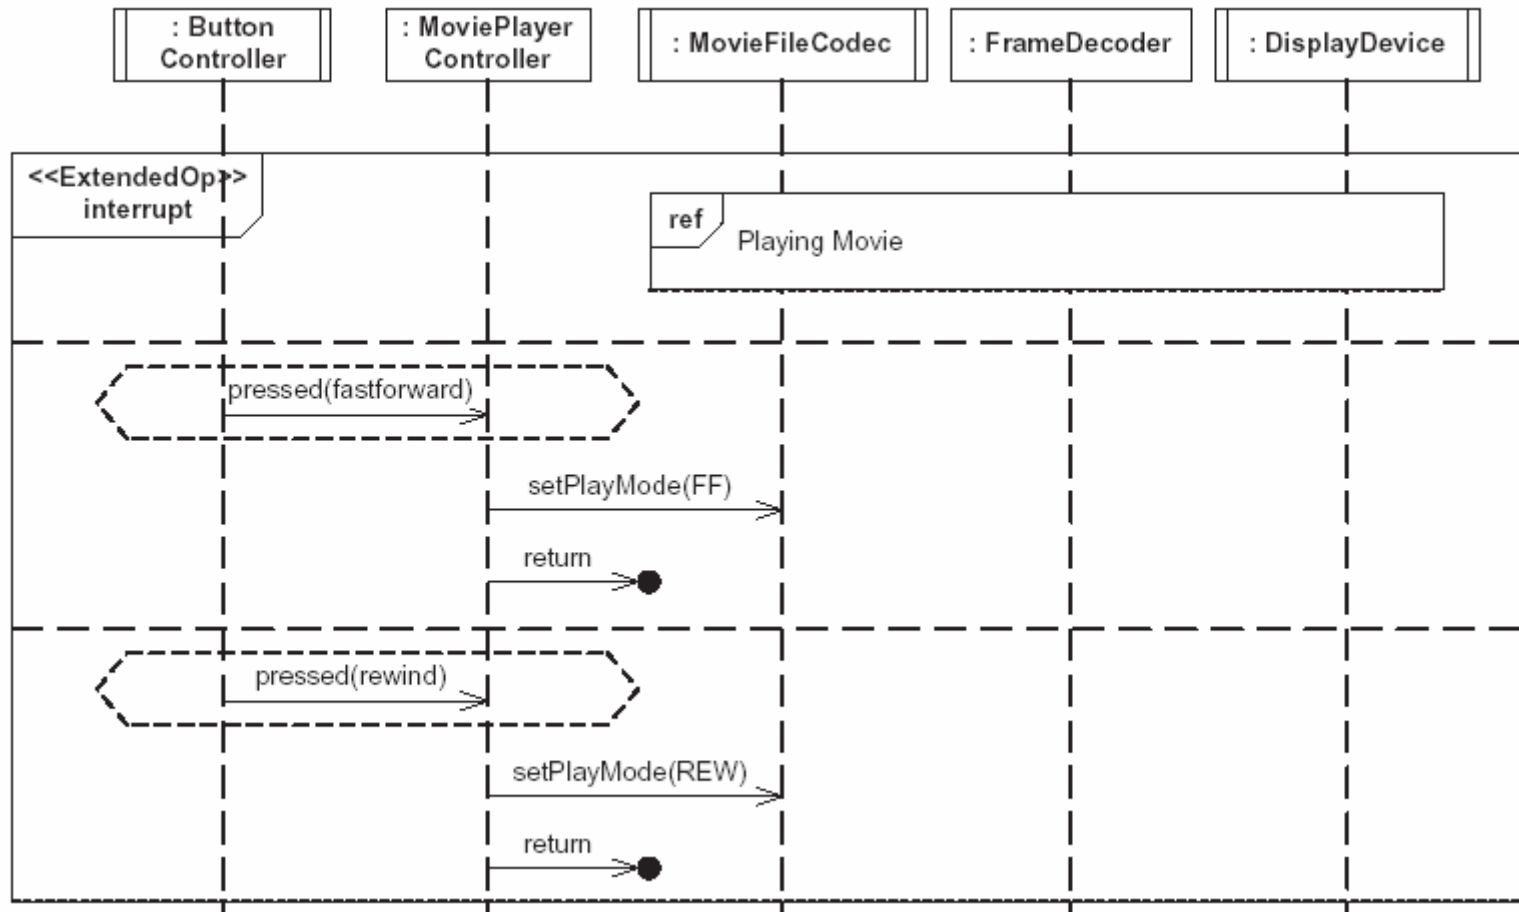 : Button
Controller
: MoviePlayer
Controller
: MovieFileCodec
: FrameDecoder
: DisplayDevice
<<ExtendedOp>>
interrupt
ref
Playing Movie
pressed(fastforward)
setPlayMode(FF)
return
pressed(rewind)
setPlayMode(REW)
return